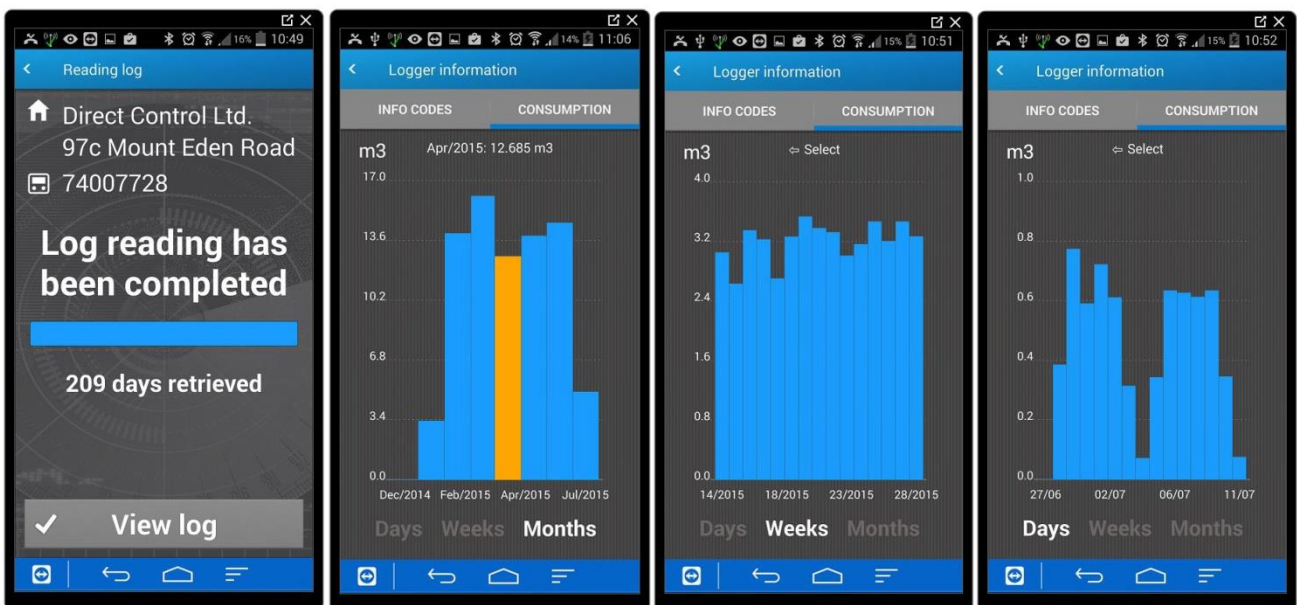 10:49
16%
Reading log
Direct Control Ltd.
97c Mount Eden Road
74007728
Log reading has
been completed
209 days retrieved
View log
14% 11:06
Logger information
INFO CODES CONSUMPTION
m3 Apr/2015: 12.685 m3
17.0
13.6
10.2
6.8
3.4
0.0
Dec/2014 Feb/2015 Apr/2015 Jul/2015
Days Weeks Months
15% 10:51
Logger information
INFO CODES CONSUMPTION
m3 ⇦ Select
4.0
3.2
2.4
1.6
0.8
0.0
14/2015 18/2015 23/2015 28/2015
Days Weeks Months
15% 10:52
Logger information
INFO CODES CONSUMPTION
m3 ⇦ Select
1.0
0.8
0.6
0.4
0.2
0.0
27/06 02/07 06/07 11/07
Days Weeks Months